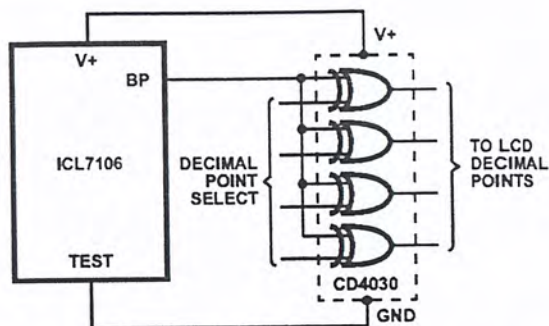 V+
V+
BP
ICL7106
DECIMAL
POINT
SELECT
TO LCD
DECIMAL
POINTS
TEST
CD4030
GND